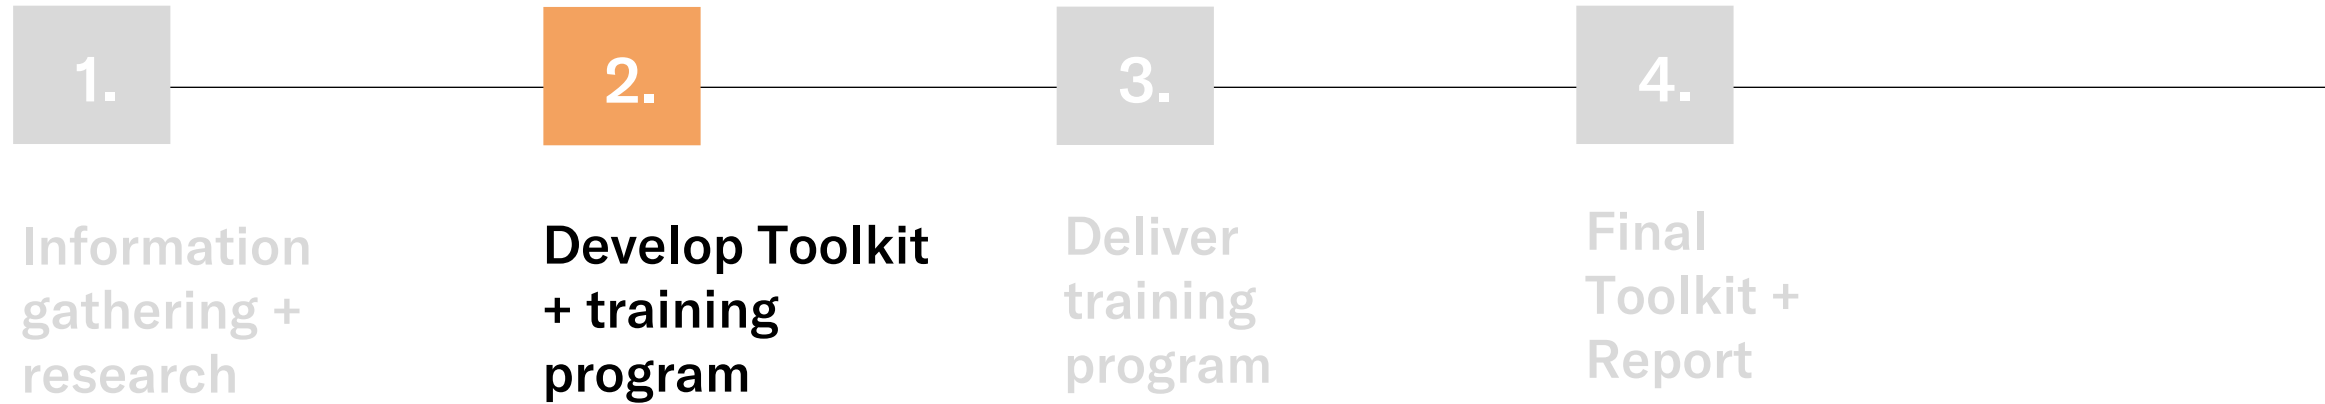 1.
Information
gathering +
research
2.
Develop Toolkit
+ training
program
3.
Deliver
training
program
4.
Final
Toolkit +
Report